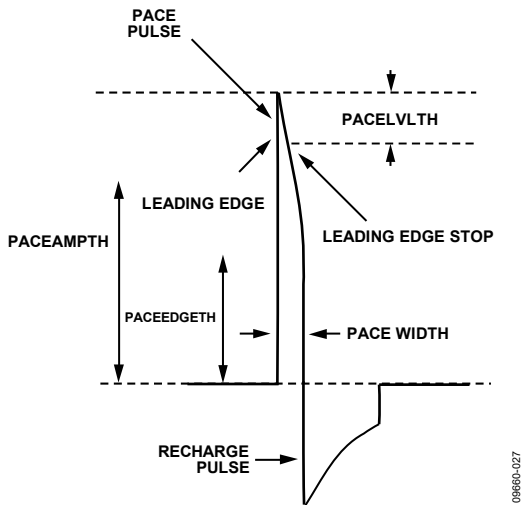 PACE
PULSE
PACELVLTH
LEADING EDGE
LEADING EDGE STOP
PACEAMPTH
PACEEDGETH
PACE WIDTH
RECHARGE
PULSE
09660-027